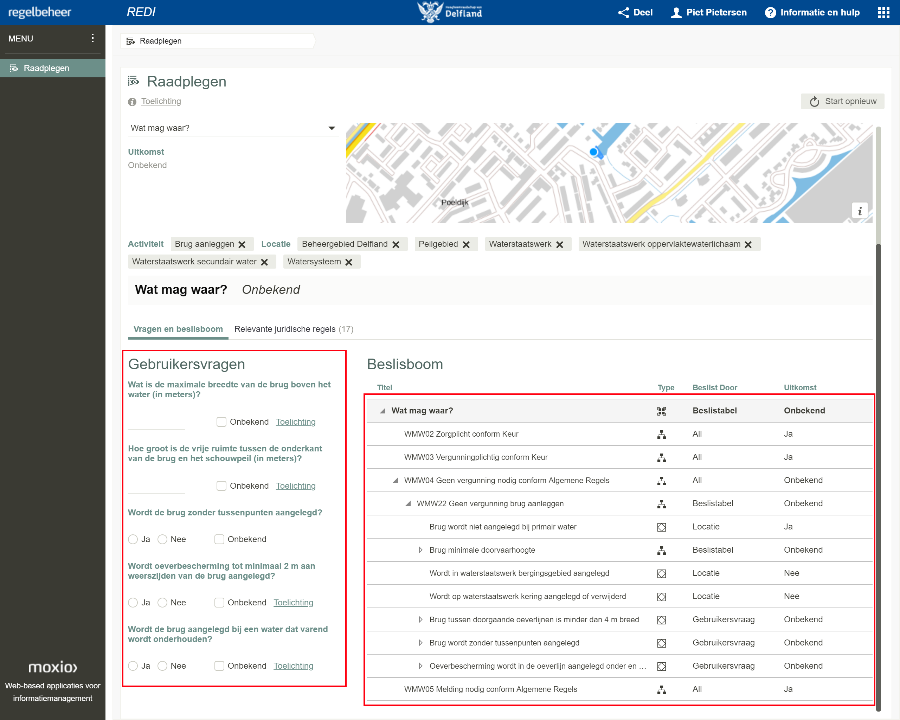 regelbeheer
REDI
Hoogheemraadschap van
Delfland
Deel
Piet Pietersen
Informatie en hulp
MENU
Raadplegen
Raadplegen
Raadplegen
Toelichting
Start opnieuw
Wat mag waar?
Uitkomst
Onbekend
Poeldijk
i
Activiteit Brug aanleggen Locatie Beheergebied Delfland Peilgebied Waterstaatswerk Waterstaatswerk oppervlaktewaterlichaam
Waterstaatswerk secundair water Watersysteem
Wat mag waar? Onbekend
Vragen en beslisboom Relevante juridische regels (17)
Gebruikersvragen
Wat is de maximale breedte van de brug boven het
water (in meters)?
Onbekend Toelichting
Hoe groot is de vrije ruimte tussen de onderkant
van de brug en het schouwpeil (in meters)?
Onbekend Toelichting
Wordt de brug zonder tussenpunten aangelegd?
Ja Nee Onbekend
Wordt oeverbescherming tot minimaal 2 m aan
weerszijden van de brug aangelegd?
Ja Nee Onbekend Toelichting
Wordt de brug aangelegd bij een water dat varend
wordt onderhouden?
Ja Nee Onbekend Toelichting
Beslisboom
Titel Type Beslist Door Uitkomst
Wat mag waar? Beslistabel Onbekend
WMW02 Zorgplicht conform Keur All Ja
WMW03 Vergunningplichtig conform Keur All Ja
WMW04 Geen vergunning nodig conform Algemene Regels All Onbekend
WMW22 Geen vergunning brug aanleggen Beslistabel Onbekend
Brug wordt niet aangelegd bij primair water Locatie Ja
Brug minimale doorvaarhoogte Beslistabel Onbekend
Wordt in waterstaatswerk bergingsgebied aangelegd Locatie Nee
Wordt op waterstaatswerk kering aangelegd of verwijderd Locatie Nee
Brug tussen doorgaande oeverlijnen is minder dan 4 m breed Gebruikersvraag Onbekend
Brug wordt zonder tussenpunten aangelegd Gebruikersvraag Onbekend
Oeverbescherming wordt in de oeverlijn aangelegd onder en ... Gebruikersvraag Onbekend
WMW05 Melding nodig conform Algemene Regels All Ja
moxio
Web-based applicaties voor
informatiemanagement